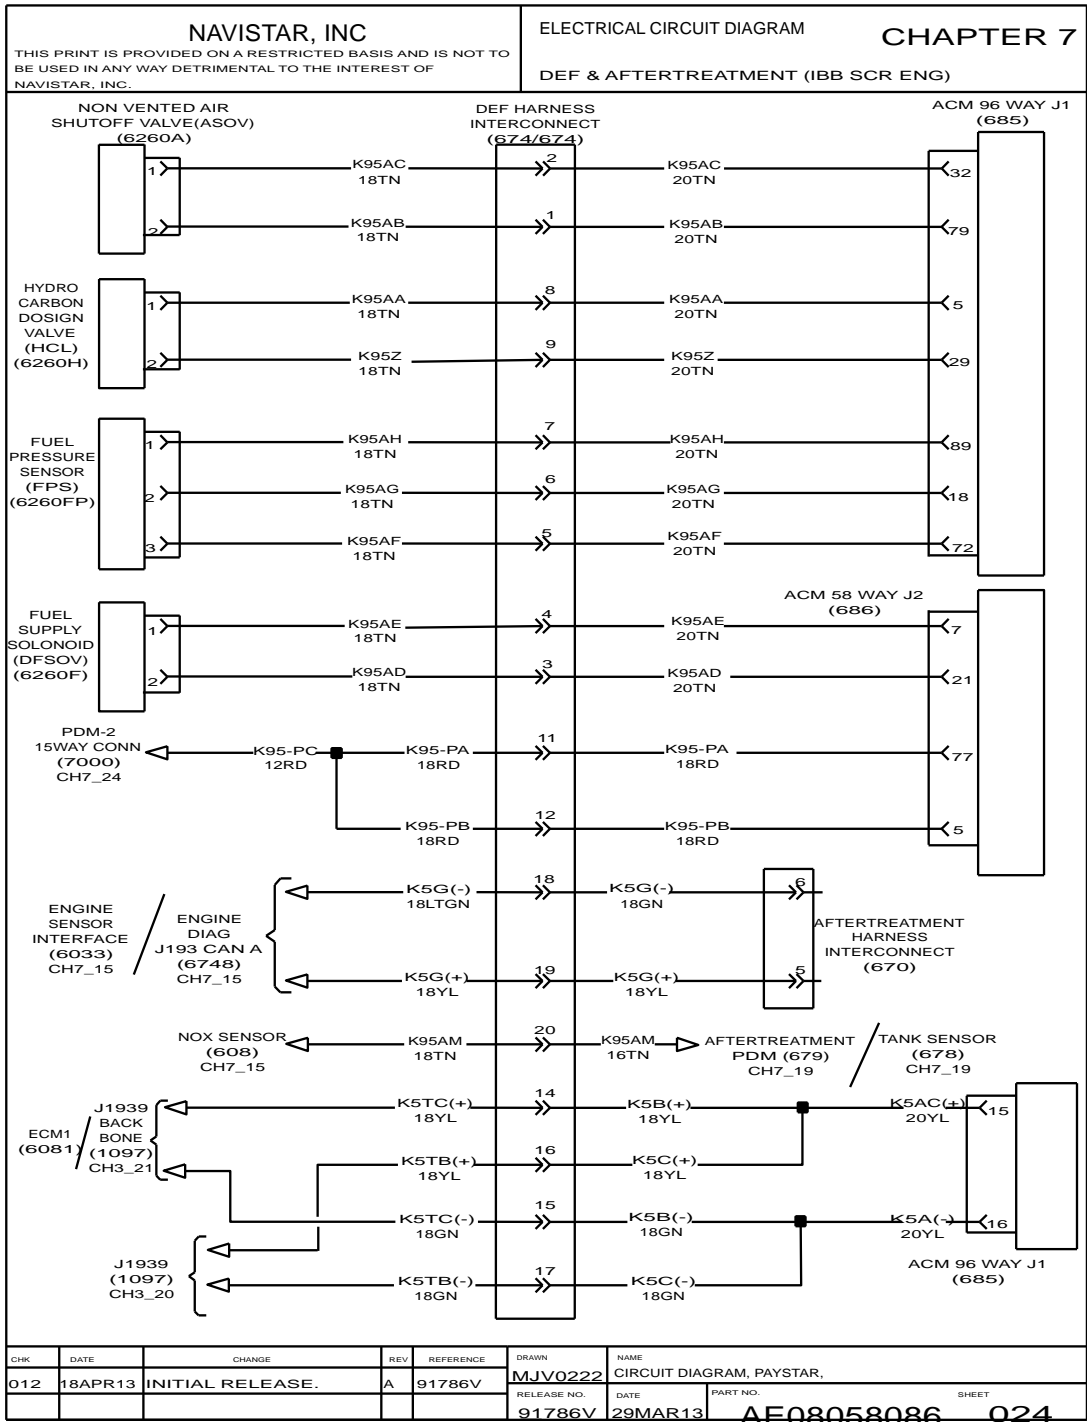 NAVISTAR, INC
THIS PRINT IS PROVIDED ON A RESTRICTED BASIS AND IS NOT TO
BE USED IN ANY WAY DETRIMENTAL TO THE INTEREST OF
NAVISTAR, INC.
ELECTRICAL CIRCUIT DIAGRAM
CHAPTER 7
DEF & AFTERTREATMENT (IBB SCR ENG)
NON VENTED AIR
SHUTOFF VALVE(ASOV)
(6260A)
DEF HARNESS
INTERCONNECT
(674/674)
ACM 96 WAY J1
(685)
1 K95AC 2 K95AC 32
18TN 20TN
2 K95AB 1 K95AB 79
18TN 20TN
HYDRO
CARBON
DOSIGN
VALVE
(HCL)
(6260H)
1 K95AA 8 K95AA 5
18TN 20TN
2 K95Z 9 K95Z 29
18TN 20TN
FUEL
PRESSURE
SENSOR
(FPS)
(6260FP)
1 K95AH 7 K95AH 89
18TN 20TN
2 K95AG 6 K95AG 18
18TN 20TN
3 K95AF 5 K95AF 72
18TN 20TN
ACM 58 WAY J2
(686)
FUEL
SUPPLY
SOLONOID
(DFSOV)
(6260F)
1 K95AE 4 K95AE 7
18TN 20TN
2 K95AD 3 K95AD 21
18TN 20TN
PDM-2
15WAY CONN
(7000)
CH7_24
K95-PC K95-PA 11 K95-PA 77
12RD 18RD 18RD
K95-PB 12 K95-PB 5
18RD 18RD
ENGINE
SENSOR
INTERFACE
(6033)
CH7_15
ENGINE
DIAG
J193 CAN A
(6748)
CH7_15
K5G(-) 18 K5G(-) 6
18LTGN 18GN
K5G(+) 19 K5G(+) 5
18YL 18YL
AFTERTREATMENT
HARNESS
INTERCONNECT
(670)
NOX SENSOR
(608)
CH7_15
K95AM 20 K95AM
18TN 16TN
AFTERTREATMENT
PDM (679)
CH7_19
TANK SENSOR
(678)
CH7_19
ECM1
(6081)
J1939
BACK
BONE
(1097)
CH3_21
K5TC(+) 14 K5B(+) K5AC(+) 15
18YL 18YL 20YL
K5TB(+) 16 K5C(+)
18YL 18YL
K5TC(-) 15 K5B(-) K5A(-) 16
18GN 18GN 20YL
J1939
(1097)
CH3_20
K5TB(-) 17 K5C(-)
18GN 18GN
ACM 96 WAY J1
(685)
CHK DATE CHANGE REV REFERENCE
012 18APR13 INITIAL RELEASE. A 91786V
DRAWN NAME
MJV0222 CIRCUIT DIAGRAM, PAYSTAR,
RELEASE NO. DATE PART NO. SHEET
91786V 29MAR13 AE08058086 024